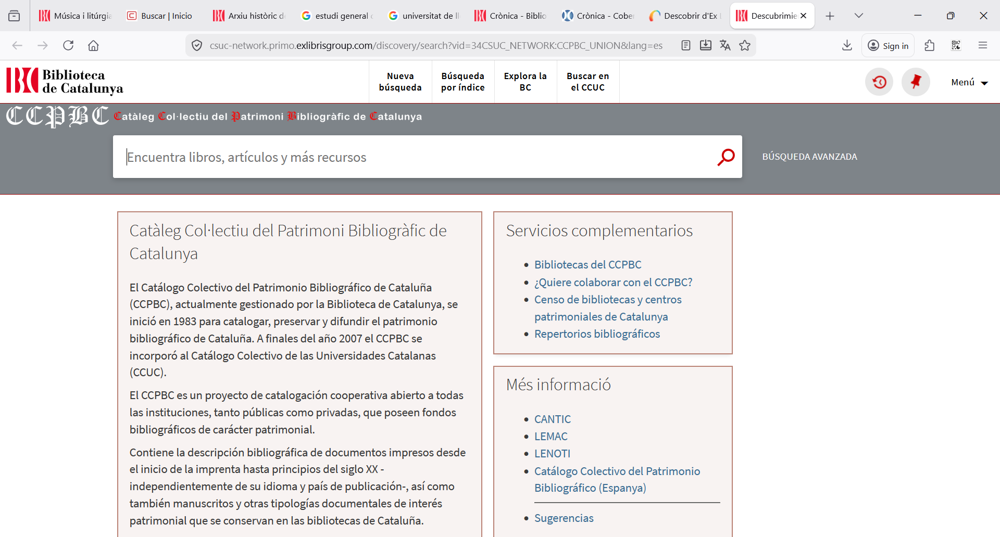 Música i litúrgia
Buscar | Inicio
Arxiu històric d
estudi general
universitat de ll
Crònica - Biblio
Crònica - Cober
Descobrir d'Ex
Descubrimie
csuc-network.primo.exlibrisgroup.com/discovery/search?vid=34CSUC_NETWORK:CCPBC_UNION&lang=es
Sign in
Biblioteca
de Catalunya
Nueva
búsqueda
Búsqueda
por índice
Explora la
BC
Buscar en
el CCUC
Menú
CCPBC Catàleg Col·lectiu del Patrimoni Bibliogràfic de Catalunya
Encuentra libros, artículos y más recursos
BÚSQUEDA AVANZADA
Catàleg Col·lectiu del Patrimoni Bibliogràfic de
Catalunya
El Catálogo Colectivo del Patrimonio Bibliográfico de Cataluña
(CCPBC), actualmente gestionado por la Biblioteca de Catalunya, se
inició en 1983 para catalogar, preservar y difundir el patrimonio
bibliográfico de Cataluña. A finales del año 2007 el CCPBC se
incorporó al Catálogo Colectivo de las Universidades Catalanas
(CCUC).
El CCPBC es un proyecto de catalogación cooperativa abierto a todas
las instituciones, tanto públicas como privadas, que poseen fondos
bibliográficos de carácter patrimonial.
Contiene la descripción bibliográfica de documentos impresos desde
el inicio de la imprenta hasta principios del siglo XX -
independientemente de su idioma y país de publicación-, así como
también manuscritos y otras tipologías documentales de interés
patrimonial que se conservan en las bibliotecas de Cataluña.
Servicios complementarios
Bibliotecas del CCPBC
¿Quiere colaborar con el CCPBC?
Censo de bibliotecas y centros
patrimoniales de Catalunya
Repertorios bibliográficos
Més informació
CANTIC
LEMAC
LENOTI
Catálogo Colectivo del Patrimonio
Bibliográfico (Espanya)
Sugerencias